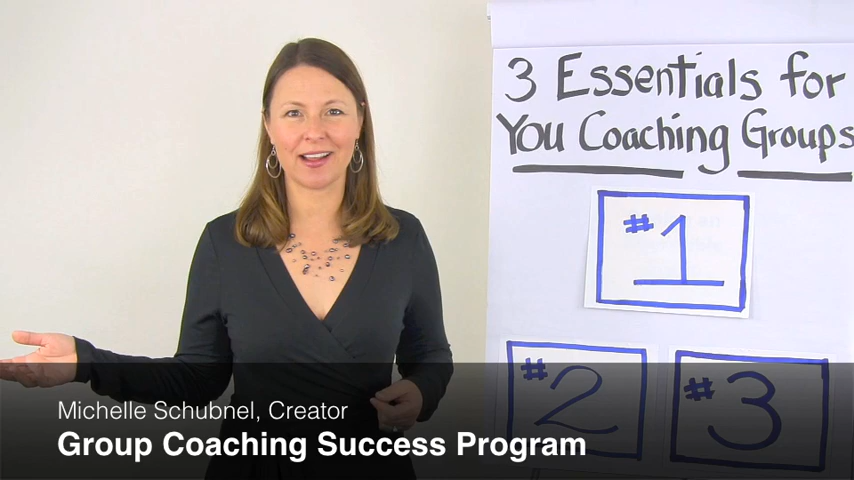 3 Essentials for
You Coaching Groups
#1
#2
#3
Michelle Schubnel, Creator
Group Coaching Success Program